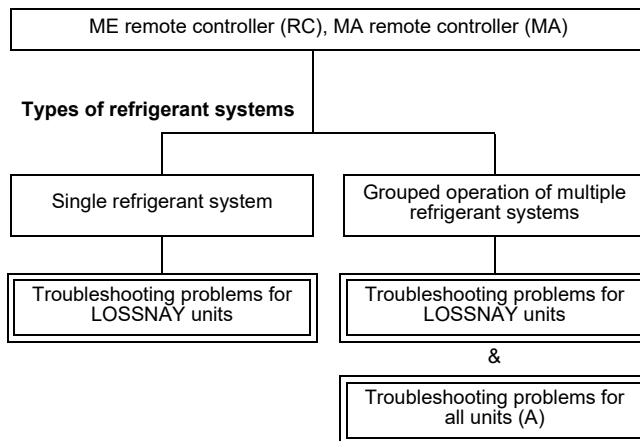 ME remote controller (RC), MA remote controller (MA)
Types of refrigerant systems
Single refrigerant system
Grouped operation of multiple
refrigerant systems
Troubleshooting problems for
LOSSNAY units
Troubleshooting problems for
LOSSNAY units
&
Troubleshooting problems for
all units (A)